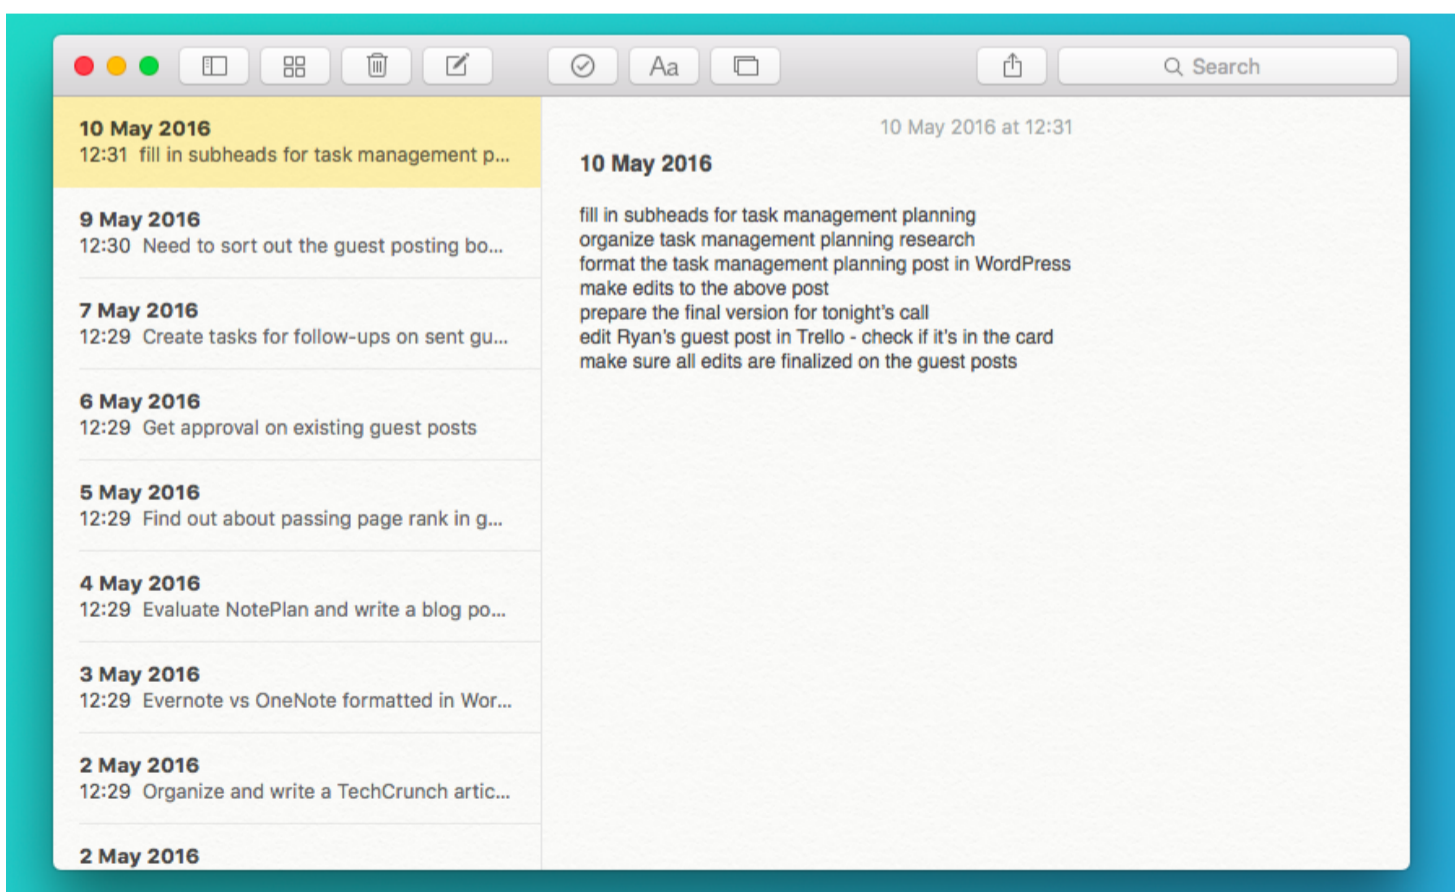 Aa
Search
10 May 2016
12:31 fill in subheads for task management p...
9 May 2016
12:30 Need to sort out the guest posting bo...
7 May 2016
12:29 Create tasks for follow-ups on sent gu...
6 May 2016
12:29 Get approval on existing guest posts
5 May 2016
12:29 Find out about passing page rank in g...
4 May 2016
12:29 Evaluate NotePlan and write a blog po...
3 May 2016
12:29 Evernote vs OneNote formatted in Wor...
2 May 2016
12:29 Organize and write a TechCrunch artic...
2 May 2016
10 May 2016 at 12:31
10 May 2016
fill in subheads for task management planning
organize task management planning research
format the task management planning post in WordPress
make edits to the above post
prepare the final version for tonight's call
edit Ryan's guest post in Trello - check if it's in the card
make sure all edits are finalized on the guest posts